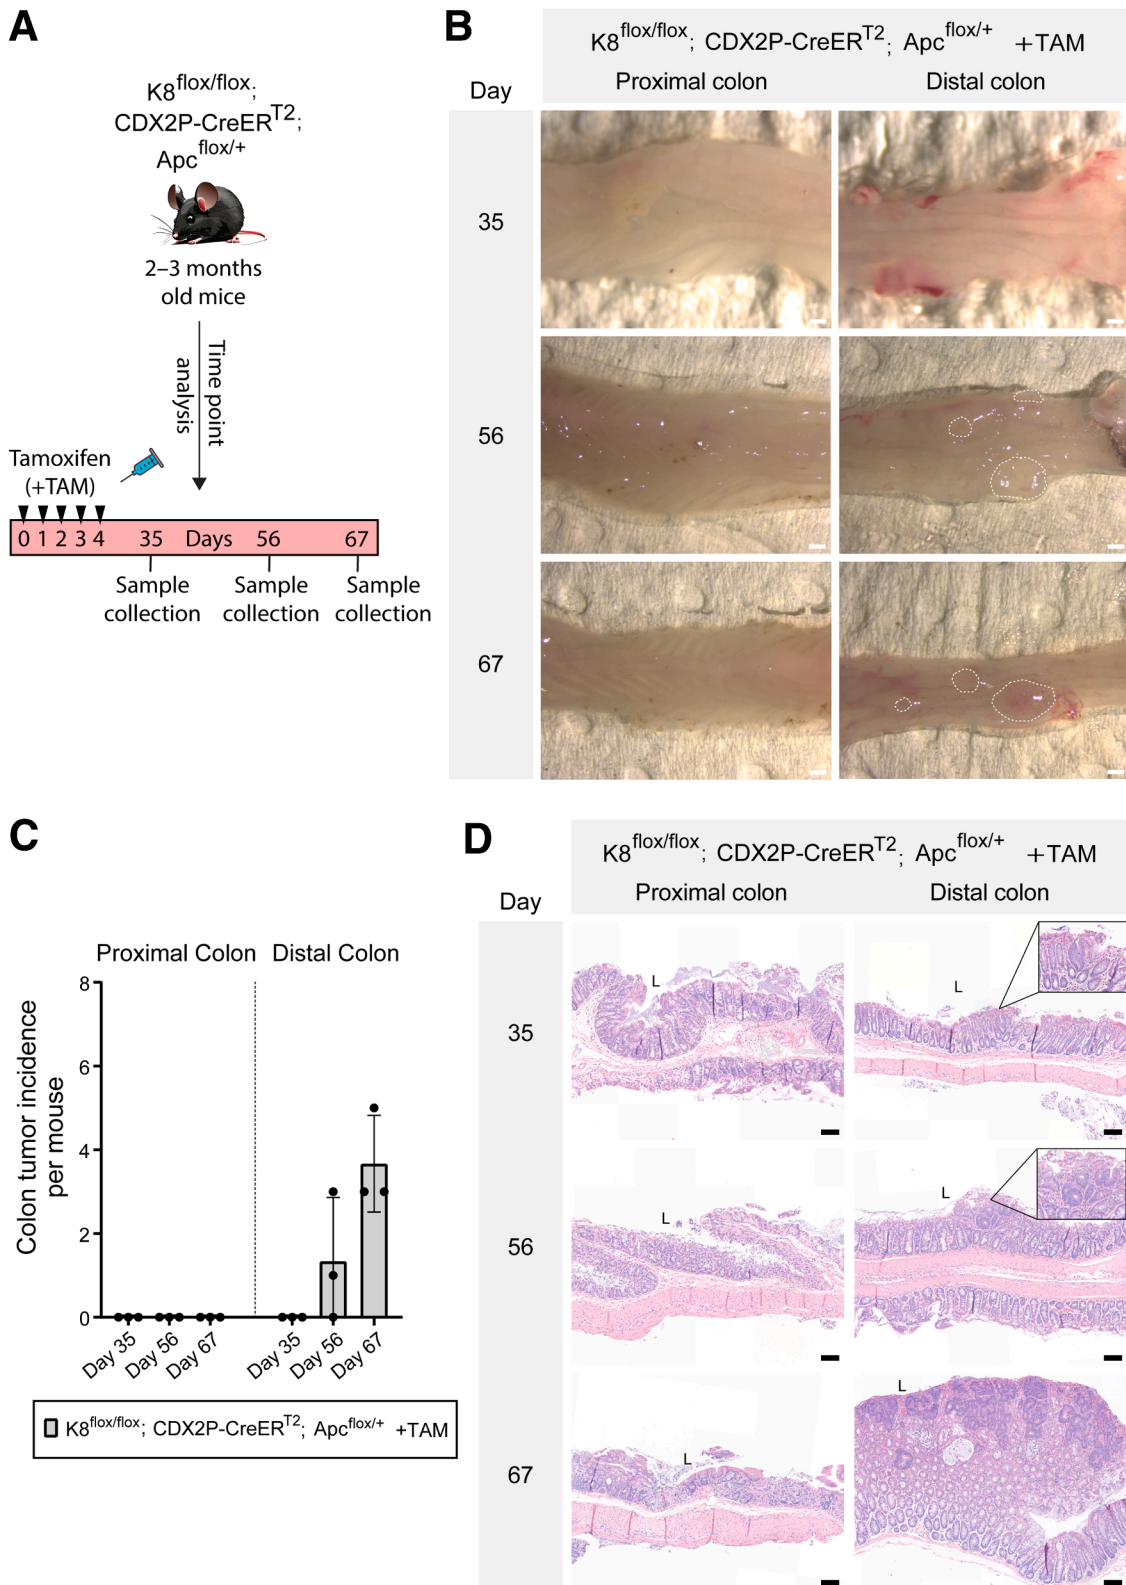 A
K8flox/flox;
CDX2P-CreERT2;
Apcflox/+
2–3 months
old mice
Time point
analysis
Tamoxifen
(+TAM)
0 1 2 3 4 35 Days 56 67
Sample collection
Sample collection
Sample collection
B
K8flox/flox; CDX2P-CreERT2; Apcflox/+ +TAM
Day
Proximal colon
Distal colon
35
56
67
C
Proximal Colon
Distal Colon
Colon tumor incidence
per mouse
8
6
4
2
0
Day 35
Day 56
Day 67
Day 35
Day 56
Day 67
K8flox/flox; CDX2P-CreERT2; Apcflox/+ +TAM
D
K8flox/flox; CDX2P-CreERT2; Apcflox/+ +TAM
Day
Proximal colon
Distal colon
35
L
L
56
L
L
67
L
L